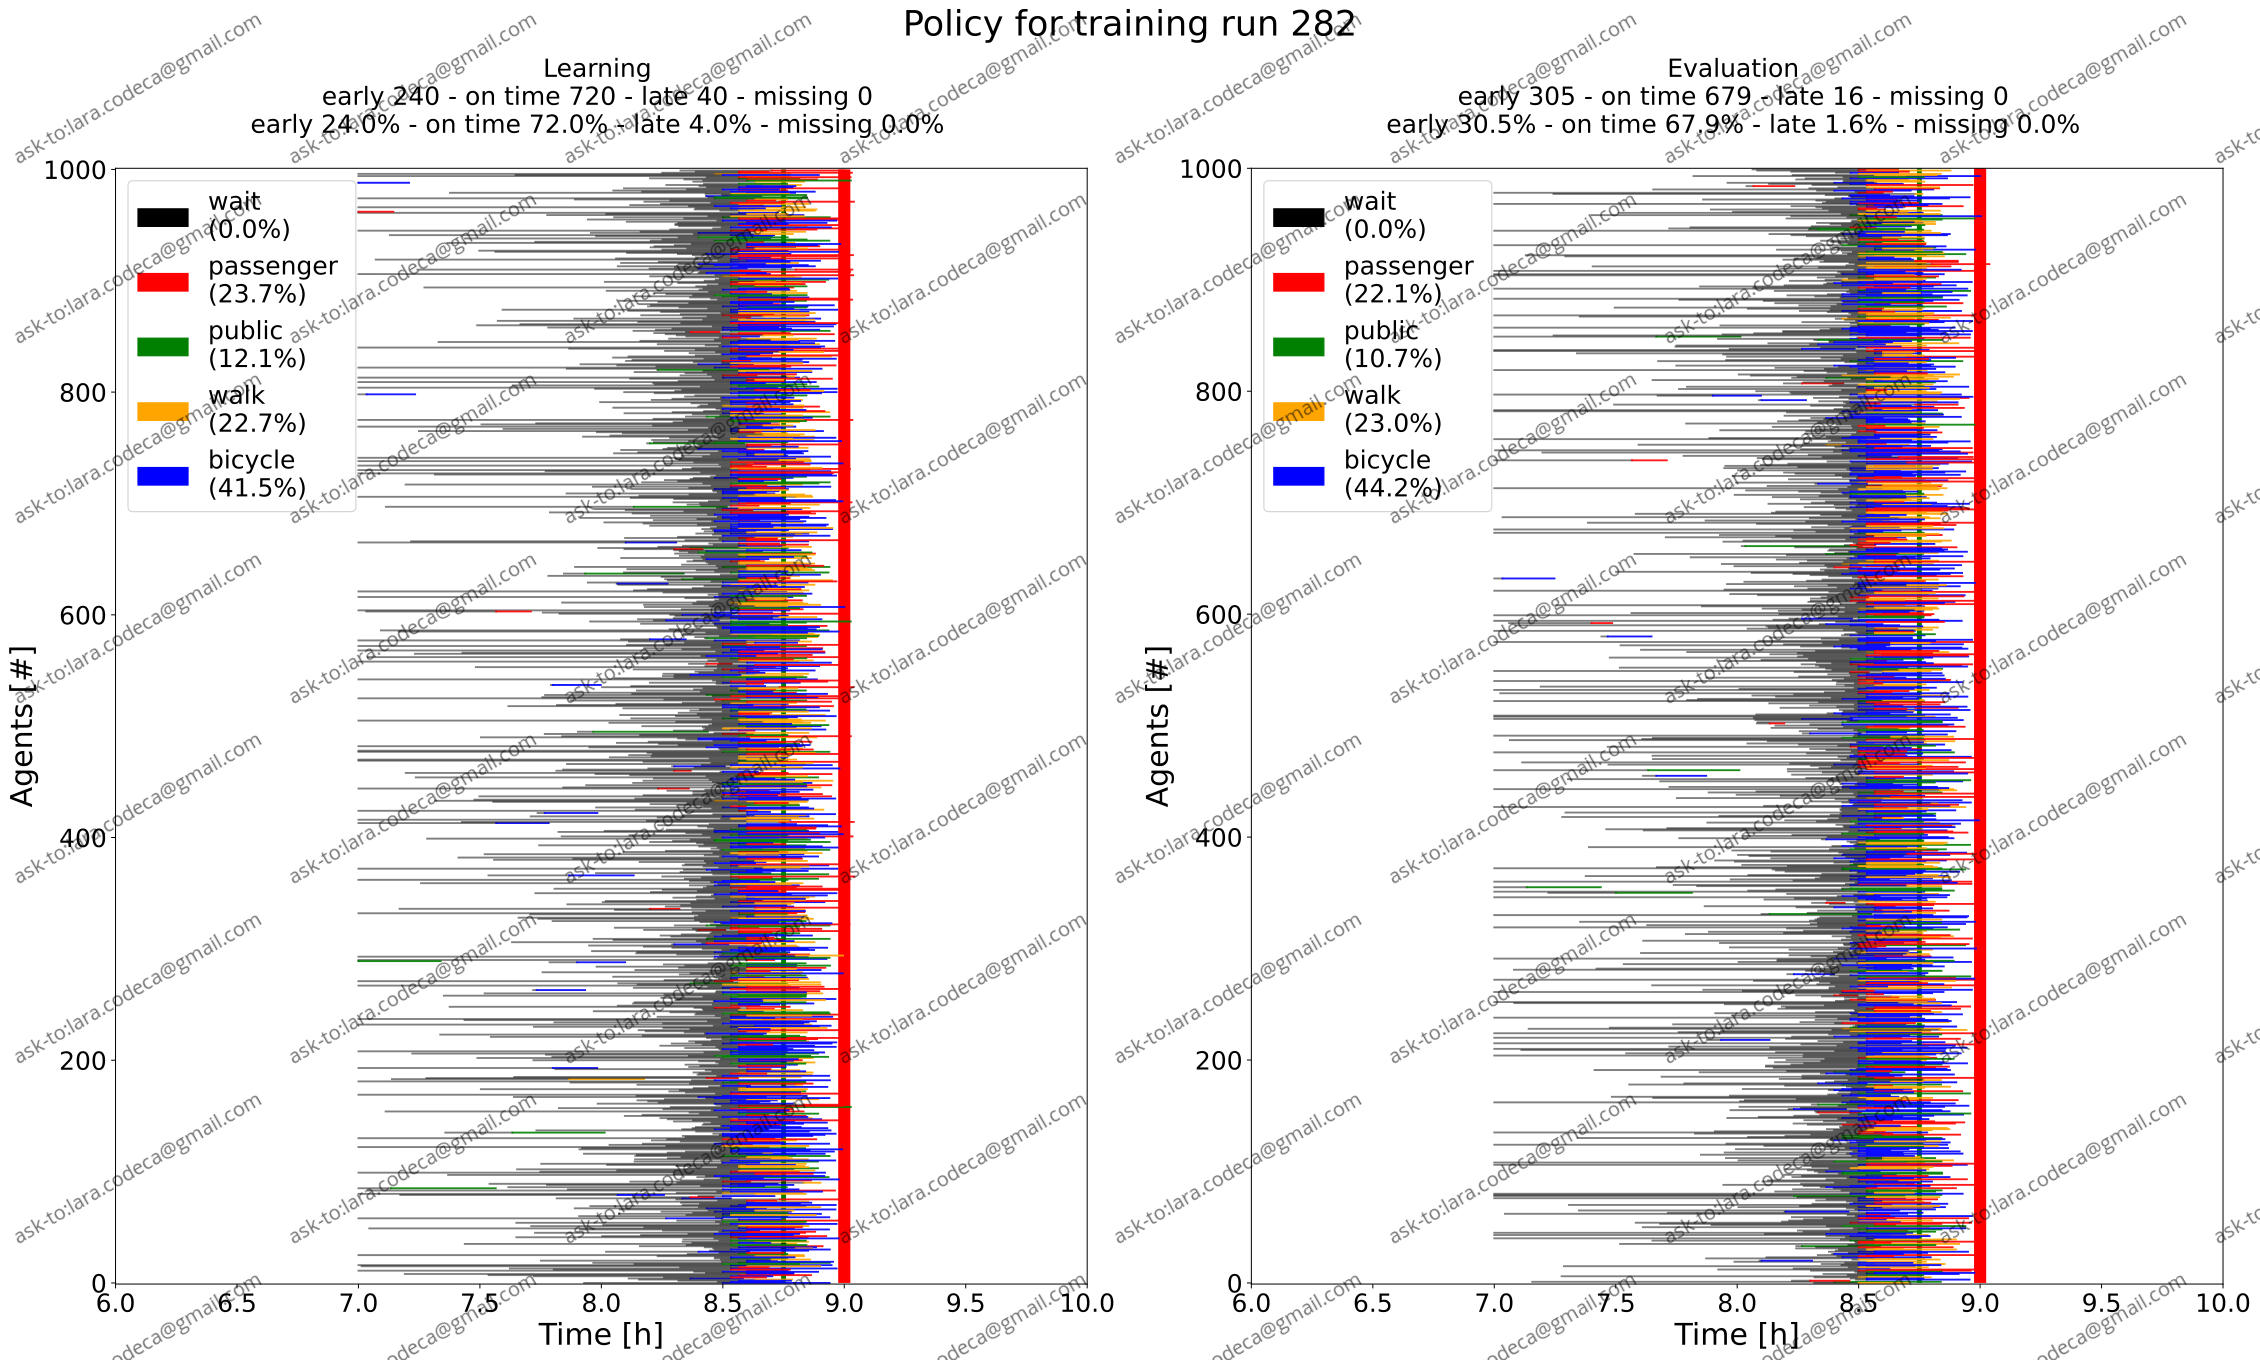 Policy for training run 282
Learning
early 240 - on time 720 - late 40 - missing 0
early 24.0% - on time 72.0% - late 4.0% - missing 0.0%
1000
800
600
400
200
0
Agents [#]
wait
(0.0%)
passenger
(23.7%)
public
(12.1%)
walk
(22.7%)
bicycle
(41.5%)
6.0 6.5 7.0 7.5 8.0 8.5 9.0 9.5 10.0
Time [h]
Evaluation
early 305 - on time 679 - late 16 - missing 0
early 30.5% - on time 67.9% - late 1.6% - missing 0.0%
1000
800
600
400
200
0
Agents [#]
wait
(0.0%)
passenger
(22.1%)
public
(10.7%)
walk
(23.0%)
bicycle
(44.2%)
6.0 6.5 7.0 7.5 8.0 8.5 9.0 9.5 10.0
Time [h]
ask-to:lara.codeca@gmail.com